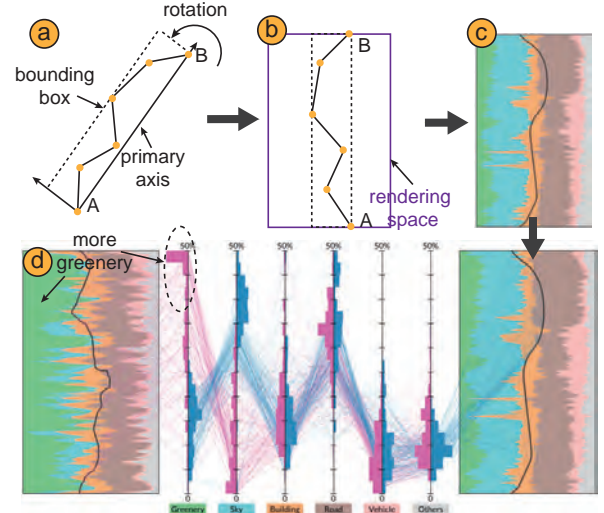 a
rotation
B
bounding
box
primary
axis
A
b
B
A
rendering
space
c
d
more
greenery
50% 50% 50% 50% 50% 50%
0 0 0 0 0 0
Greenery Sky Building Road Vehicle Others